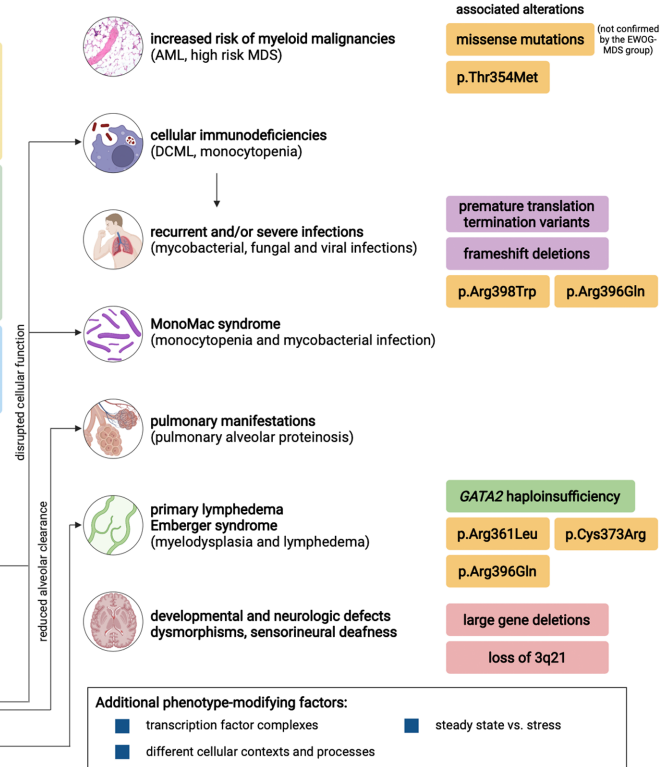 associated alterations
increased risk of myeloid malignancies
(AML, high risk MDS)
missense mutations
(not confirmed
by the EWOG-
MDS group)
p.Thr354Met
cellular immunodeficiencies
(DCML, monocytopenia)
recurrent and/or severe infections
(mycobacterial, fungal and viral infections)
premature translation
termination variants
frameshift deletions
p.Arg398Trp
p.Arg396Gln
disrupted cellular function
MonoMac syndrome
(monocytopenia and mycobacterial infection)
pulmonary manifestations
(pulmonary alveolar proteinosis)
reduced alveolar clearance
primary lymphedema
Emberger syndrome
(myelodysplasia and lymphedema)
GATA2 haploinsufficiency
p.Arg361Leu
p.Cys373Arg
p.Arg396Gln
developmental and neurologic defects
dysmorphisms, sensorineural deafness
large gene deletions
loss of 3q21
Additional phenotype-modifying factors:
transcription factor complexes
steady state vs. stress
different cellular contexts and processes